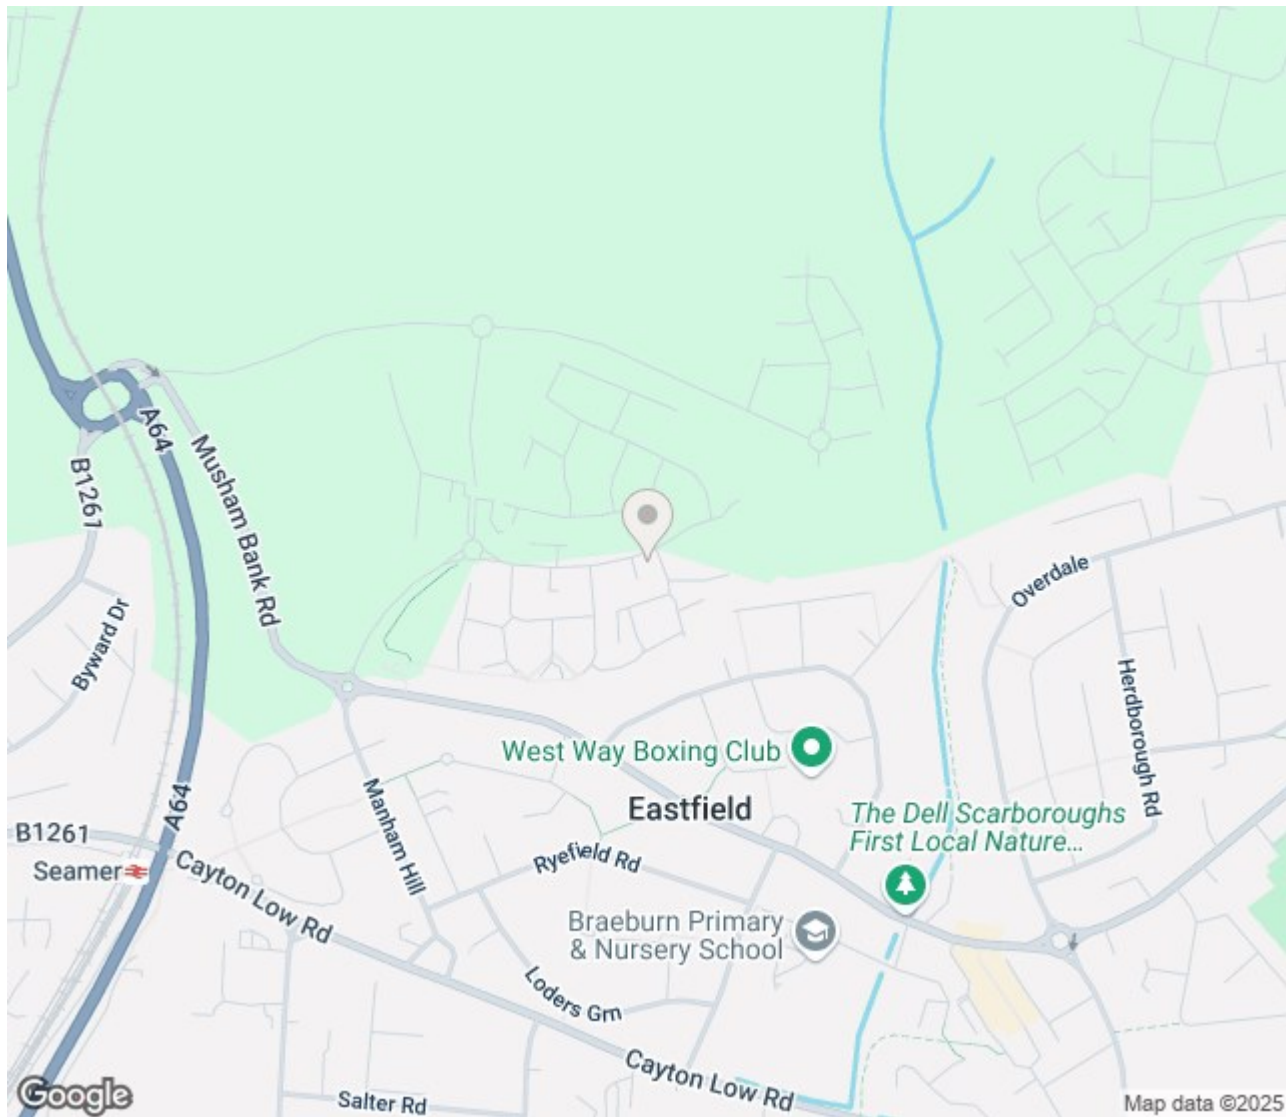 A64
B1261
Musham Bank Rd
Overdale
Byward Dr
Herdborough Rd
West Way Boxing Club
Eastfield
A64
Manham Hill
The Dell Scarboroughs
First Local Nature...
B1261
Seamer
Cayton Low Rd
Ryefield Rd
Braeburn Primary
& Nursery School
Loders Grn
Cayton Low Rd
Salter Rd
Google
Map data ©2025